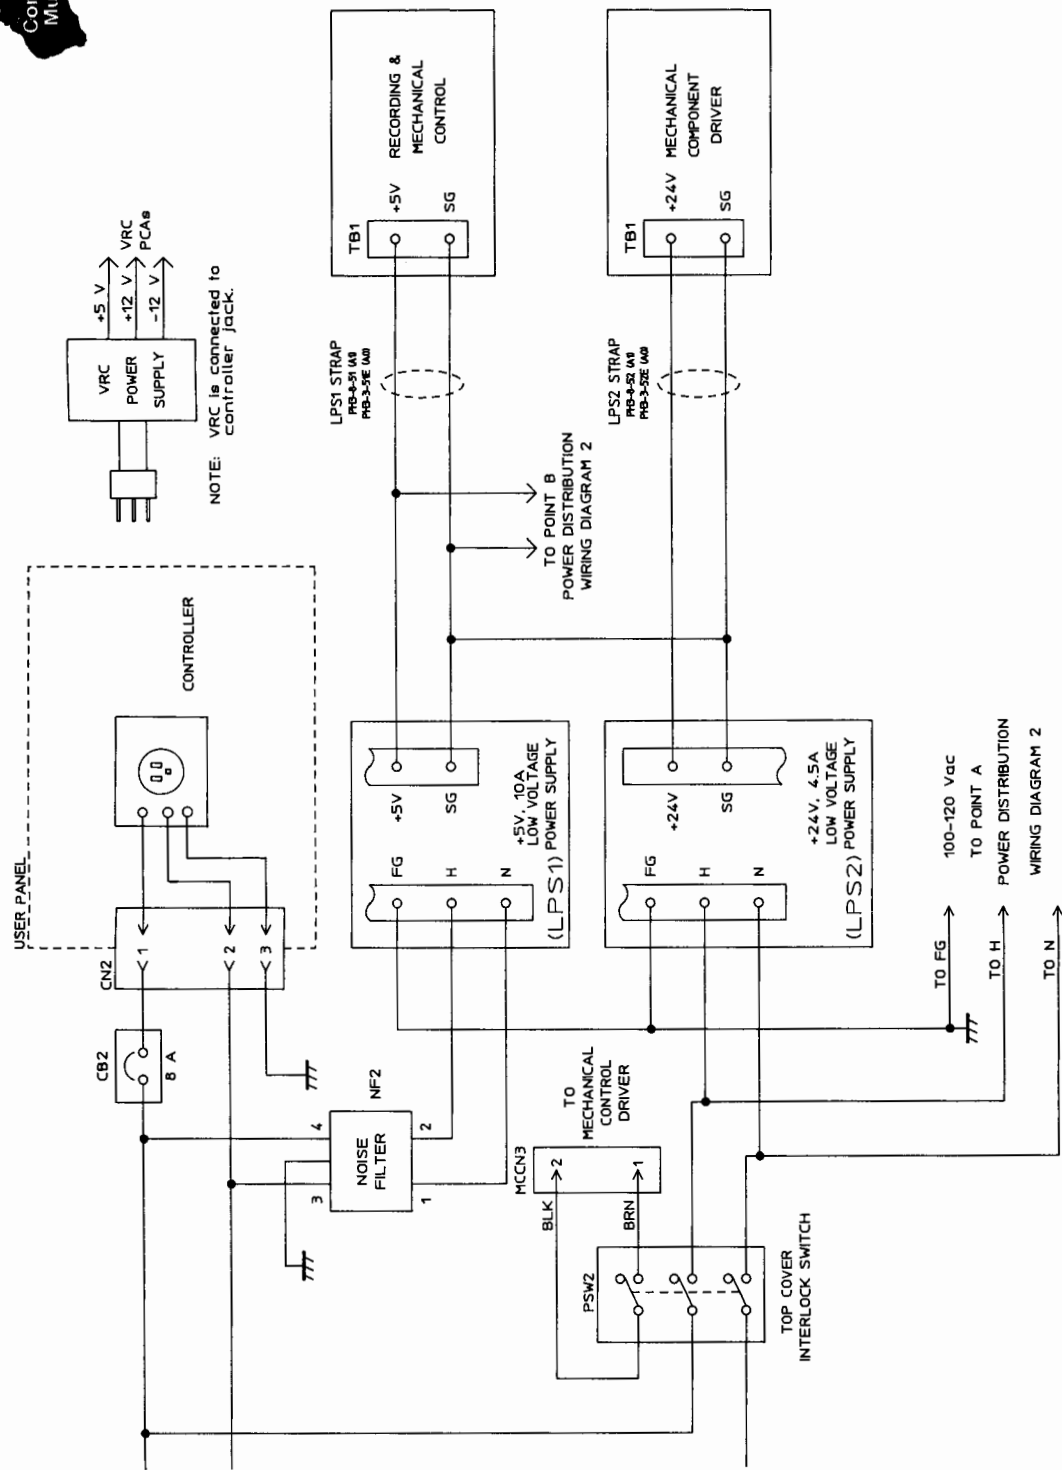 Cor
Mu
RECORDING &
MECHANICAL
CONTROL
TB1
+5V
SG
MECHANICAL
COMPONENT
DRIVER
TB1
+24V
SG
VRC
POWER
SUPPLY
+5 V
+12 V
-12 V
VRC
PCAs
NOTE: VRC is connected to
controller jack.
LPS1 STRAP
LPS2 STRAP
TO POINT B
POWER DISTRIBUTION
WIRING DIAGRAM 2
USER PANEL
CONTROLLER
CN2
1
2
3
CB2
8 A
+5V
SG
FG
H
N
+5V, 10A
LOW VOLTAGE
(LPS1) POWER SUPPLY
+24V
SG
FG
H
N
+24V, 4.5A
LOW VOLTAGE
(LPS2) POWER SUPPLY
TO FG
TO H
TO N
100-120 Vac
TO POINT A
POWER DISTRIBUTION
WIRING DIAGRAM 2
NF2
NOISE
FILTER
4
3
2
1
MCCN3
2
1
TO
MECHANICAL
CONTROL
DRIVER
BLK
BRN
PSW2
TOP COVER
INTERLOCK SWITCH